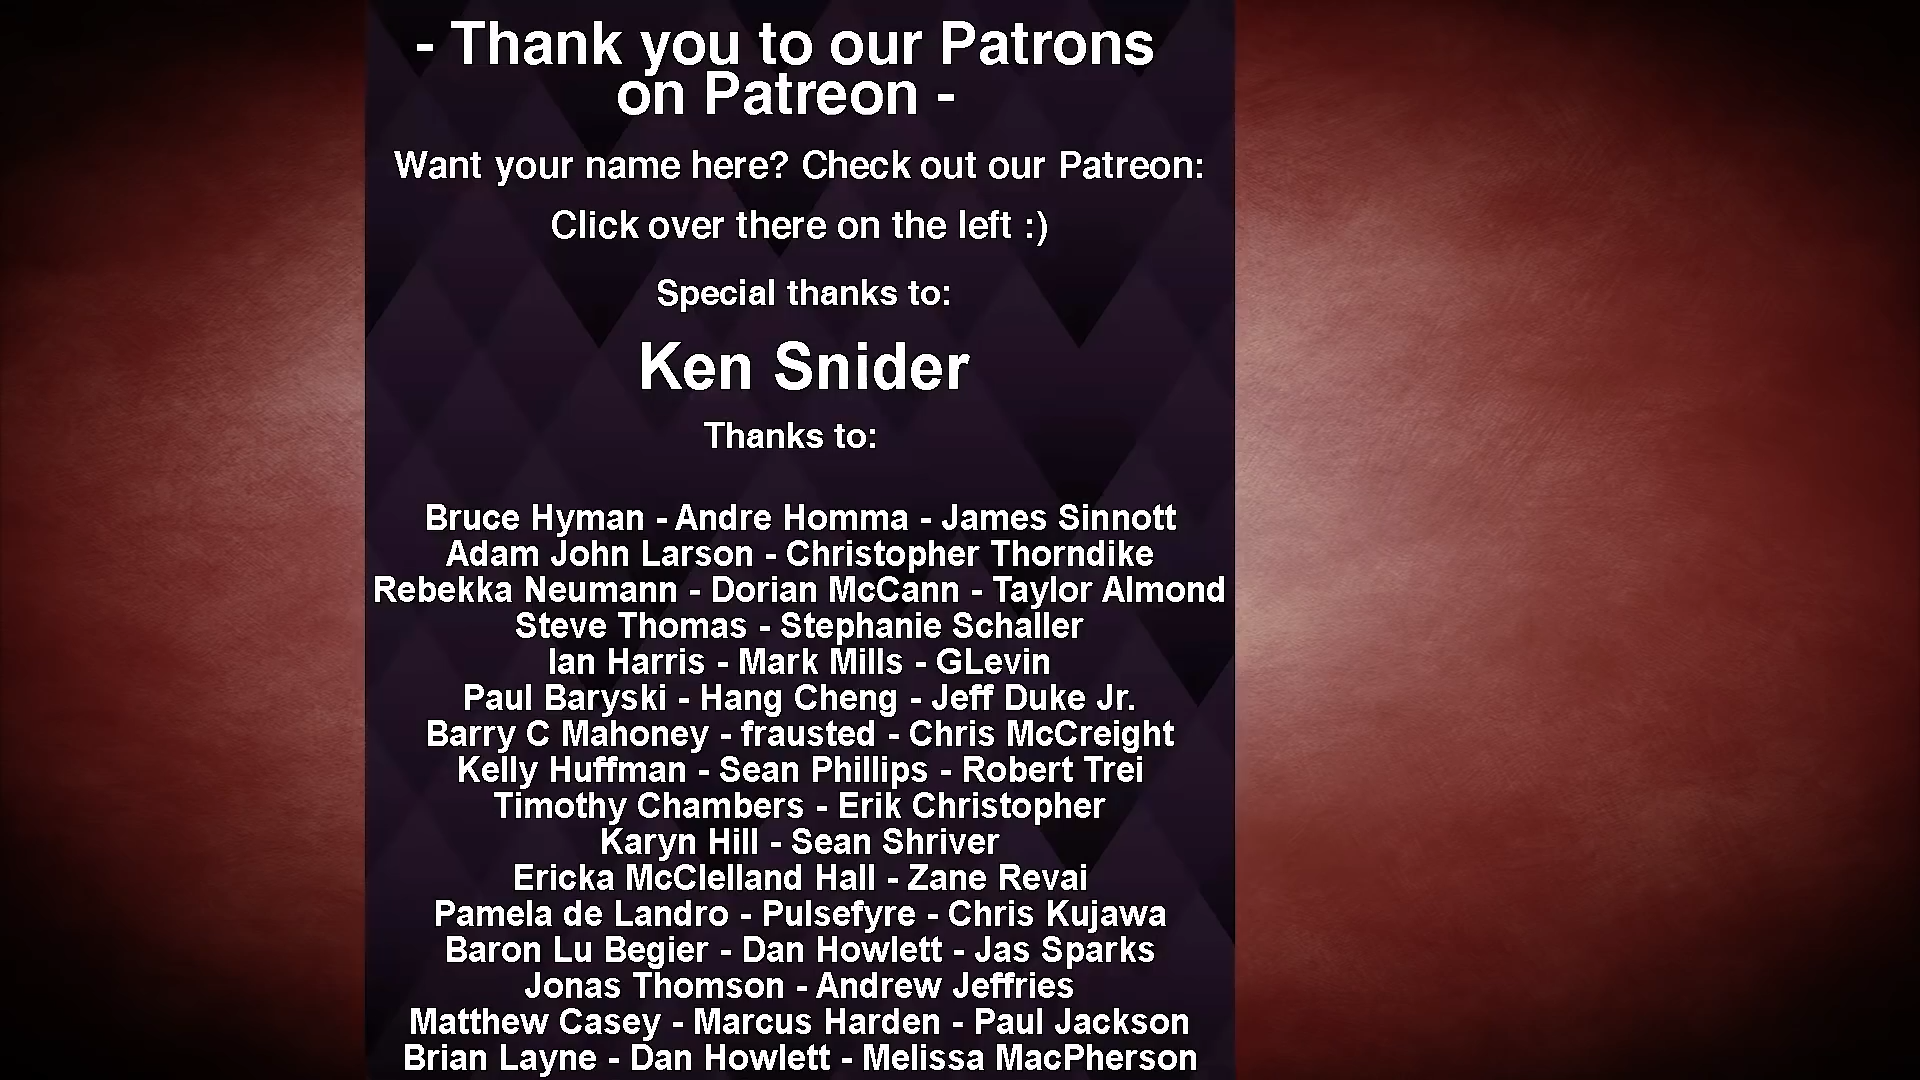 - Thank you to our Patrons
on Patreon -
Want your name here? Check out our Patreon:
Click over there on the left :)
Special thanks to:
Ken Snider
Thanks to:
Bruce Hyman - Andre Homma - James Sinnott
Adam John Larson - Christopher Thorndike
Rebekka Neumann - Dorian McCann - Taylor Almond
Steve Thomas - Stephanie Schaller
Ian Harris - Mark Mills - GLevin
Paul Baryski - Hang Cheng - Jeff Duke Jr.
Barry C Mahoney - frausted - Chris McCreight
Kelly Huffman - Sean Phillips - Robert Trei
Timothy Chambers - Erik Christopher
Karyn Hill - Sean Shriver
Ericka McClelland Hall - Zane Revai
Pamela de Landro - Pulsefyre - Chris Kujawa
Baron Lu Begier - Dan Howlett - Jas Sparks
Jonas Thomson - Andrew Jeffries
Matthew Casey - Marcus Harden - Paul Jackson
Brian Layne - Dan Howlett - Melissa MacPherson